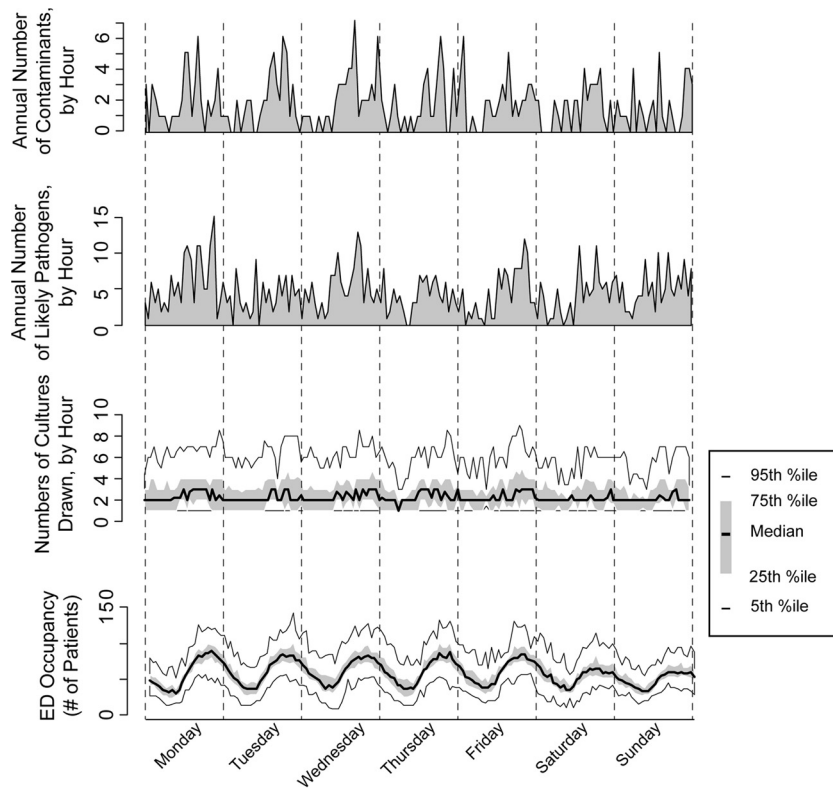 Annual Number
of Contaminants,
by Hour
0 2 4 6
Annual Number
of Likely Pathogens,
by Hour
0 5 10 15
Numbers of Cultures
Drawn, by Hour
0 2 4 6 8 10
ED Occupancy
(# of Patients)
0 150
Monday
Tuesday
Wednesday
Thursday
Friday
Saturday
Sunday
95th %ile
75th %ile
Median
25th %ile
5th %ile